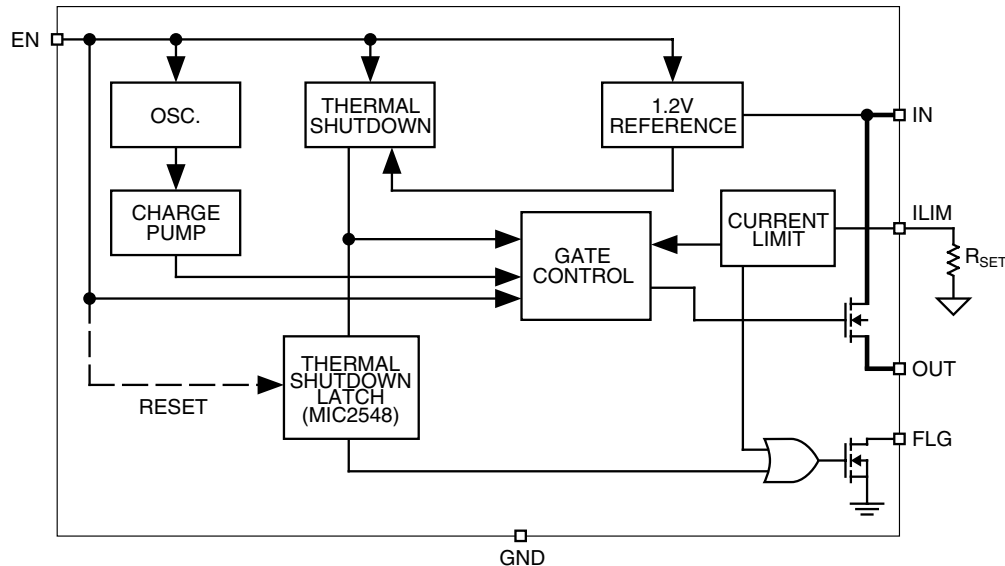 EN
OSC.
THERMAL
SHUTDOWN
1.2V
REFERENCE
IN
CHARGE
PUMP
GATE
CONTROL
CURRENT
LIMIT
ILIM
RSET
THERMAL
SHUTDOWN
LATCH
(MIC2548)
RESET
OUT
FLG
GND